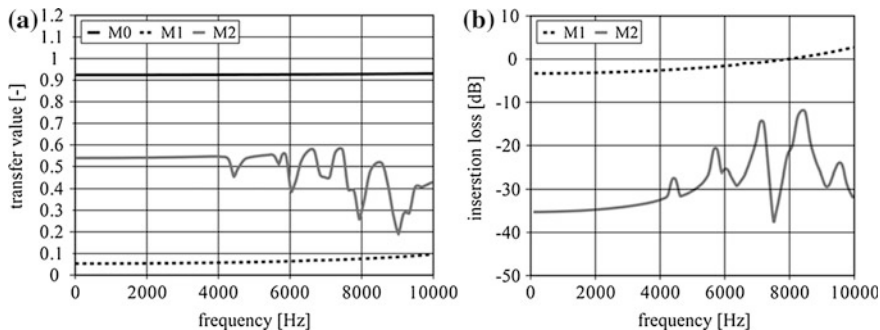 (a)
M0 M1 M2
1.2
1.1
1
0.9
0.8
0.7
0.6
0.5
0.4
0.3
0.2
0.1
0
transfer value [-]
0 2000 4000 6000 8000 10000
frequency [Hz]
(b)
M1 M2
10
0
-10
-20
-30
-40
-50
inserstion loss [dB]
0 2000 4000 6000 8000 10000
frequency [Hz]